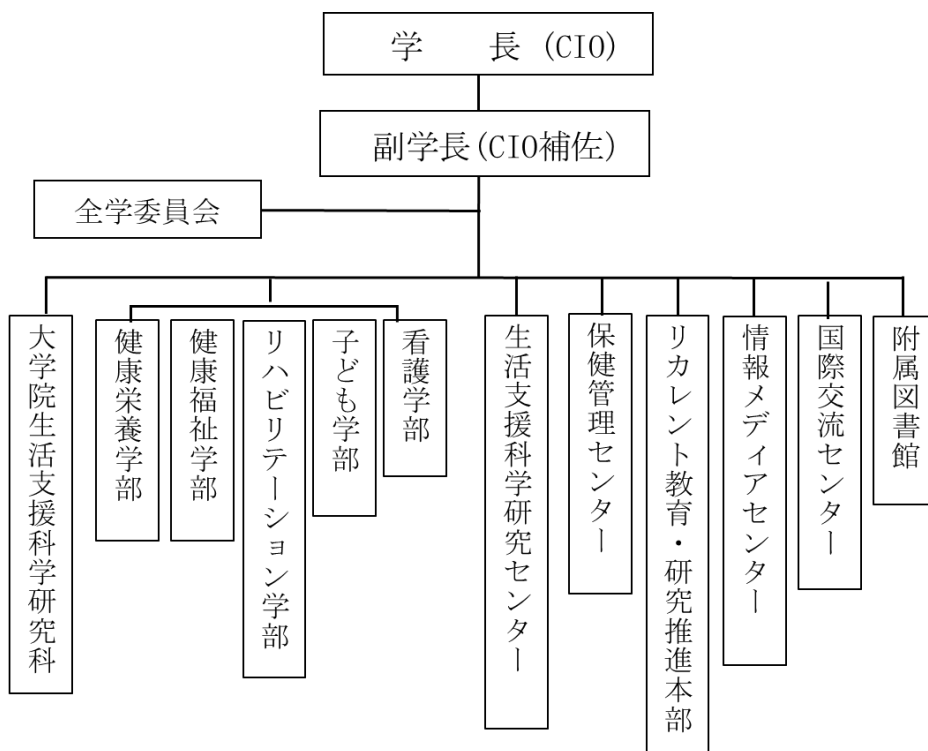 学　　長(CIO)
副学長(CIO補佐)
全学委員会
大学院生活支援科学研究科
健康栄養学部
健康福祉学部
リハビリテーション学部
子ども学部
看護学部
生活支援科学研究センター
保健管理センター
リカレント教育・研究推進本部
情報メディアセンター
国際交流センター
附属図書館